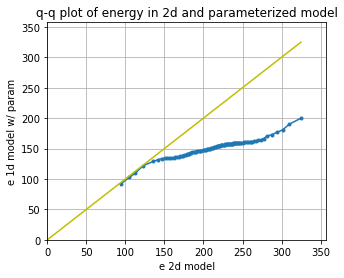 q-q plot of energy in 2d and parameterized model
350
300
250
200
150
100
50
0
e 1d model w/ param
0 50 100 150 200 250 300 350
e 2d model